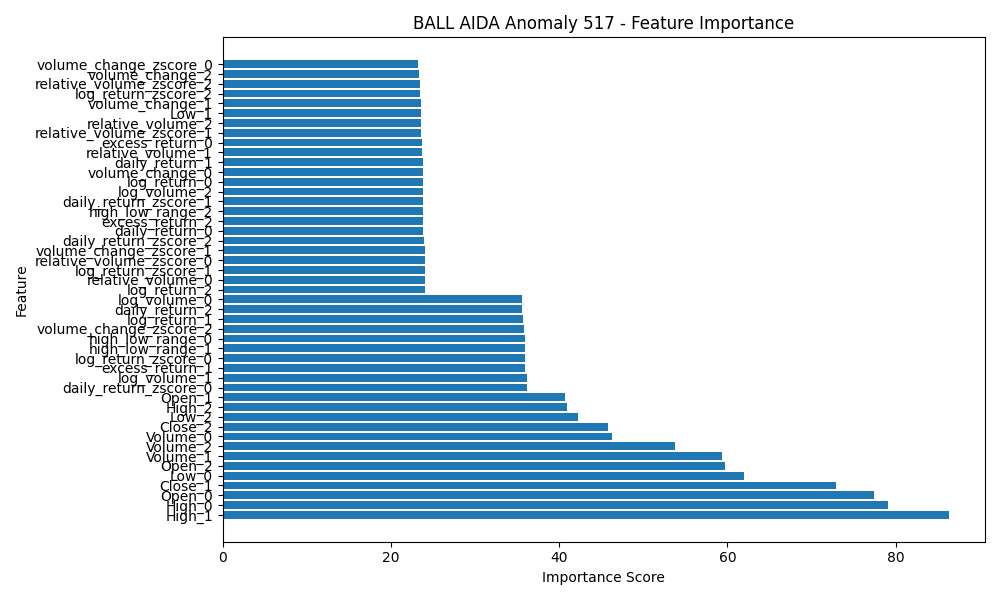 BALL AIDA Anomaly 517 - Feature Importance
volume_change_zscore_0
volume_change_2
relative_volume_zscore_2
log_return_zscore_2
volume_change_1
Low_1
relative_volume_2
relative_volume_zscore_1
excess_return_0
relative_volume_1
daily_return_1
volume_change_0
log_return_0
log_volume_2
daily_return_zscore_1
high_low_range_2
excess_return_2
daily_return_0
daily_return_zscore_2
volume_change_zscore_1
relative_volume_zscore_0
log_return_zscore_1
relative_volume_0
log_return_2
log_volume_0
daily_return_2
log_return_1
volume_change_zscore_2
high_low_range_0
high_low_range_1
log_return_zscore_0
excess_return_1
log_volume_1
daily_return_zscore_0
Open_1
High_2
Low_2
Close_2
Volume_0
Volume_2
Volume_1
Open_2
Low_0
Close_1
Open_0
High_0
High_1
Feature
0 20 40 60 80
Importance Score